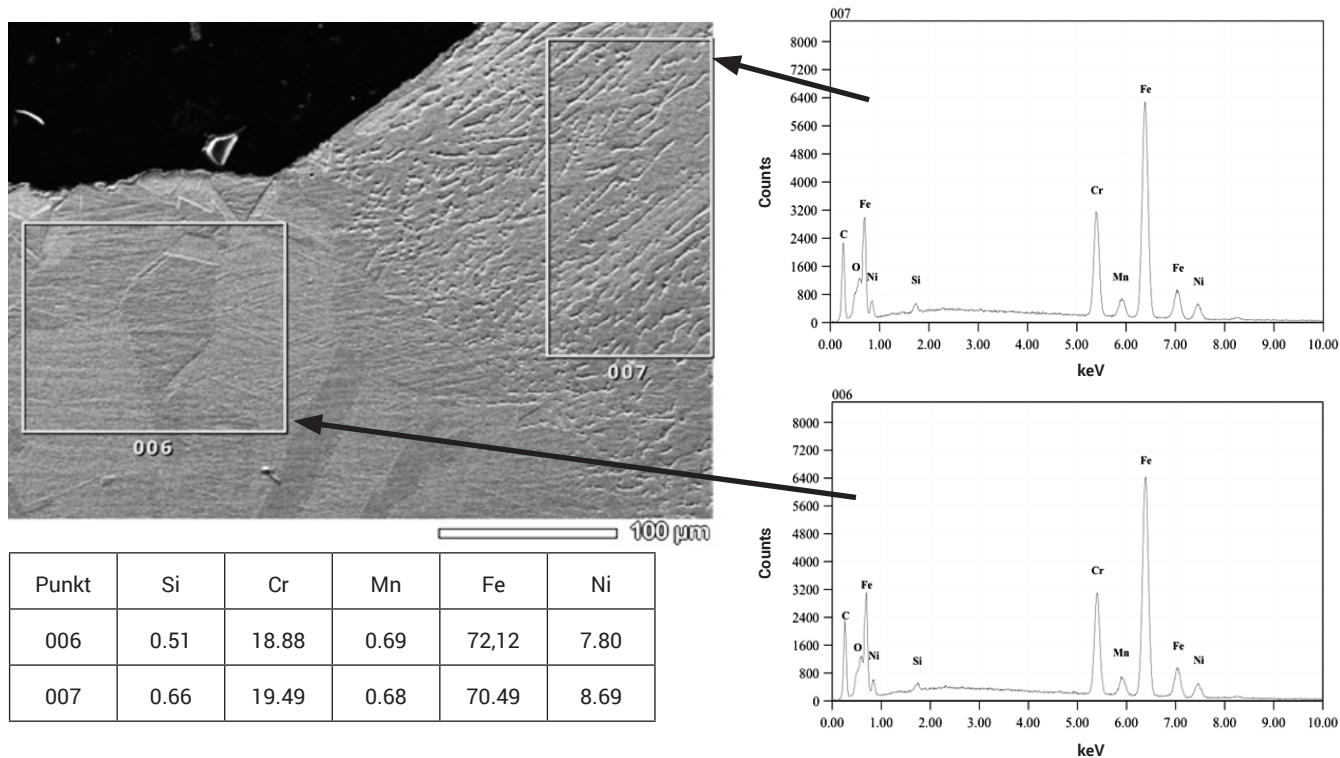 006
007
100 µm
Punkt Si Cr Mn Fe Ni
006 0.51 18.88 0.69 72,12 7.80
007 0.66 19.49 0.68 70.49 8.69
007
8000
7200
6400
5600
4800
4000
3200
2400
1600
800
0
Counts
C
O
Fe
Ni
Si
Cr
Mn
Fe
Fe
Ni
0.00 1.00 2.00 3.00 4.00 5.00 6.00 7.00 8.00 9.00 10.00
keV
006
8000
7200
6400
5600
4800
4000
3200
2400
1600
800
0
Counts
C
O
Fe
Ni
Si
Cr
Mn
Fe
Fe
Ni
0.00 1.00 2.00 3.00 4.00 5.00 6.00 7.00 8.00 9.00 10.00
keV